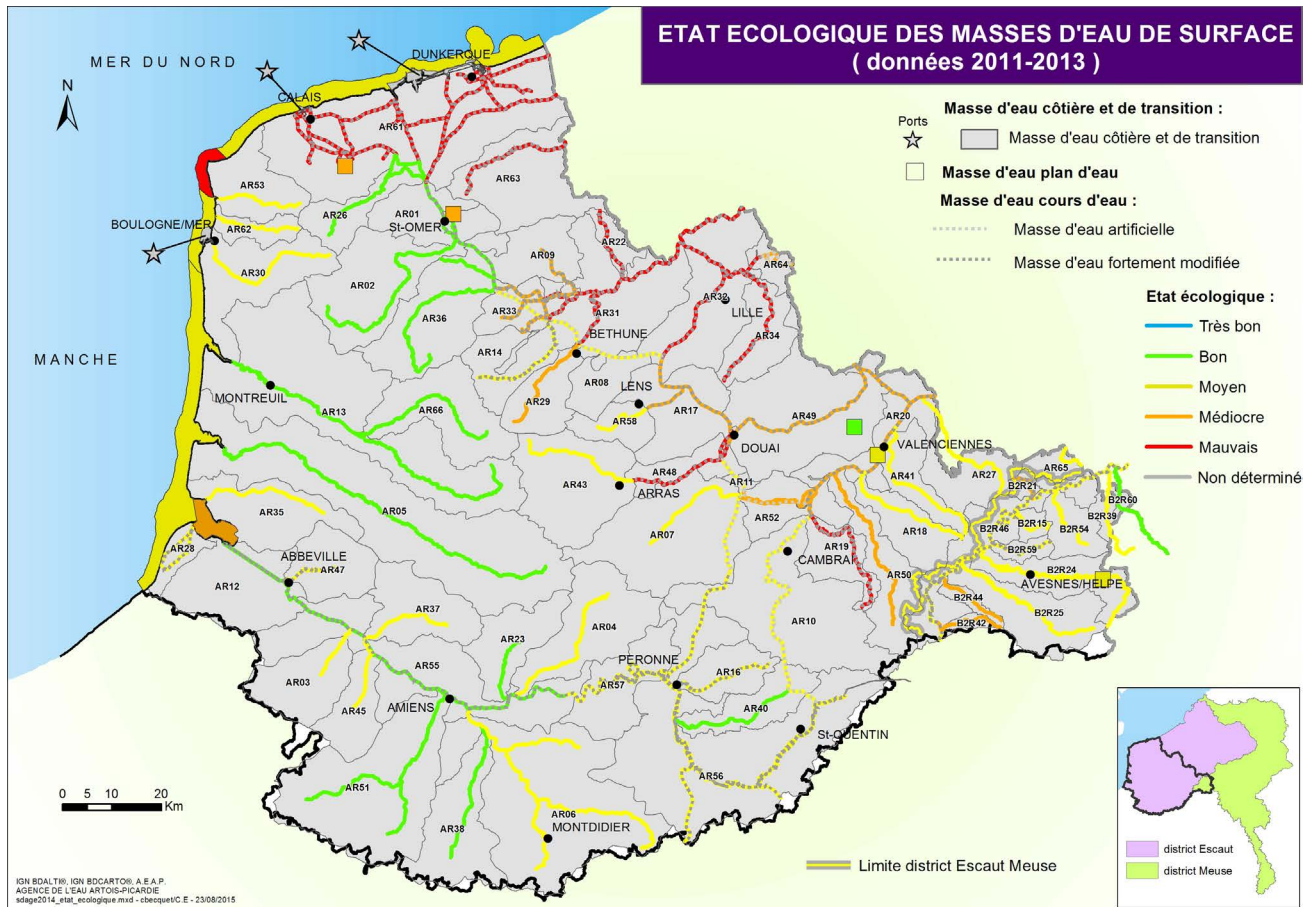 ETAT ECOLOGIQUE DES MASSES D'EAU DE SURFACE
( données 2011-2013 )
MER DU NORD
DUNKERQUE
N
CALAIS
AR61
AR53
AR63
AR26
AR01
St-OMER
BOULOGNE/MER
AR62
AR22
AR09
AR64
AR30
AR02
AR32
LILLE
AR36
AR33
AR31
AR34
BETHUNE
MANCHE
AR14
AR08
LENS
MONTREUIL
AR29
AR17
AR13
AR66
AR58
AR49
AR20
DOUAI
VALENCIENNES
AR48
AR43
ARRAS
AR11
AR41
AR27
AR65
B2R21
B2R60
B2R39
AR35
AR05
AR52
AR07
AR18
B2R46
B2R15
B2R54
AR28
ABBEVILLE
AR47
CAMBRAI
AR19
B2R59
AR12
AR50
B2R24
AVESNES/HELPE
B2R44
B2R25
B2R42
AR37
AR04
AR10
AR23
AR03
AR55
PERONNE
AR16
AR57
AR45
AMIENS
AR40
St-QUENTIN
AR56
AR51
AR06
MONTDIDIER
AR38
0 5 10 20
Km
Masse d'eau côtière et de transition :
Ports
Masse d'eau côtière et de transition
Masse d'eau plan d'eau
Masse d'eau cours d'eau :
Masse d'eau artificielle
Masse d'eau fortement modifiée
Etat écologique :
Très bon
Bon
Moyen
Médiocre
Mauvais
Non déterminé
Limite district Escaut Meuse
district Escaut
district Meuse
IGN BDALTI®, IGN BDCARTO®, A.E.A.P.
AGENCE DE L'EAU ARTOIS-PICARDIE
sdage2014_etat_ecologique.mxd - cbecquet/C.E - 23/08/2015